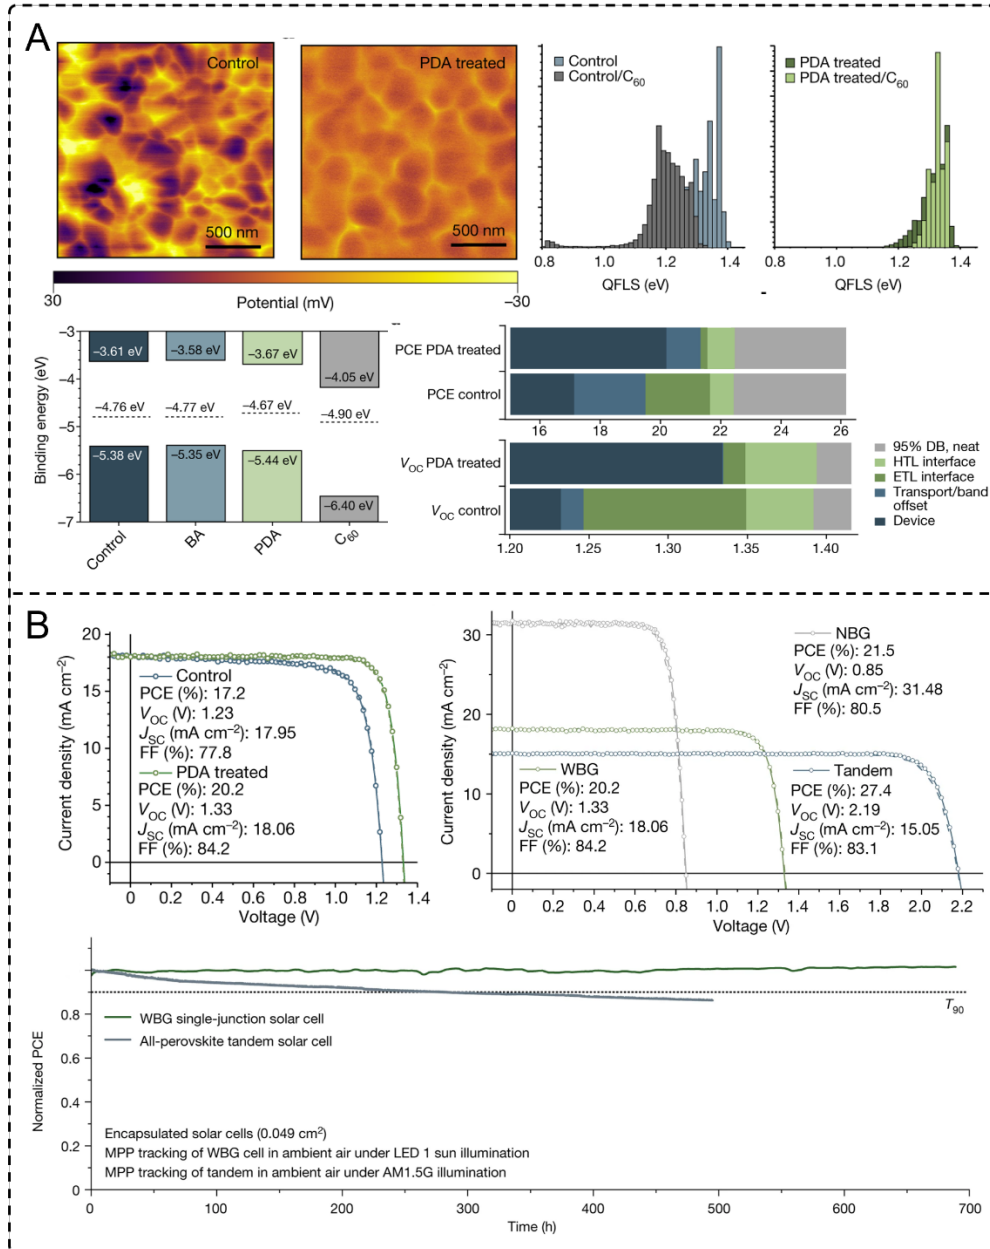 A
Control
500 nm
PDA treated
500 nm
30
Potential (mV)
−30
Control
Control/C60
0.8
1.0
1.2
1.4
QFLS (eV)
PDA treated
PDA treated/C60
0.8
1.0
1.2
1.4
QFLS (eV)
Binding energy (eV)
−3
−4
−5
−6
−7
−3.61 eV
−3.58 eV
−3.67 eV
−4.05 eV
−4.76 eV
−4.77 eV
−4.67 eV
−4.90 eV
−5.38 eV
−5.35 eV
−5.44 eV
−6.40 eV
Control
BA
PDA
C60
PCE PDA treated
PCE control
16
18
20
22
24
26
VOC PDA treated
VOC control
1.20
1.25
1.30
1.35
1.40
95% DB, neat
HTL interface
ETL interface
Transport/band
offset
Device
B
Current density (mA cm−2)
20
15
10
5
0
Control
PCE (%): 17.2
VOC (V): 1.23
JSC (mA cm−2): 17.95
FF (%): 77.8
PDA treated
PCE (%): 20.2
VOC (V): 1.33
JSC (mA cm−2): 18.06
FF (%): 84.2
0
0.2
0.4
0.6
0.8
1.0
1.2
1.4
Voltage (V)
Current density (mA cm−2)
30
20
10
0
NBG
PCE (%): 21.5
VOC (V): 0.85
JSC (mA cm−2): 31.48
FF (%): 80.5
WBG
PCE (%): 20.2
VOC (V): 1.33
JSC (mA cm−2): 18.06
FF (%): 84.2
Tandem
PCE (%): 27.4
VOC (V): 2.19
JSC (mA cm−2): 15.05
FF (%): 83.1
0
0.2
0.4
0.6
0.8
1.0
1.2
1.4
1.6
1.8
2.0
2.2
Voltage (V)
Normalized PCE
0.8
0.6
0.4
0.2
0
T90
WBG single-junction solar cell
All-perovskite tandem solar cell
Encapsulated solar cells (0.049 cm2)
MPP tracking of WBG cell in ambient air under LED 1 sun illumination
MPP tracking of tandem in ambient air under AM1.5G illumination
0
100
200
300
400
500
600
700
Time (h)